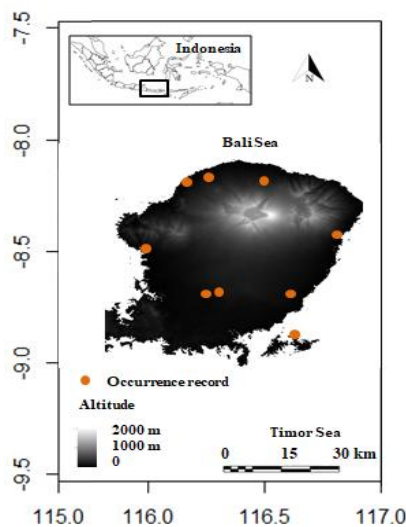 Indonesia
N
Bali Sea
Occurrence record
Altitude
2000 m
1000 m
0
Timor Sea
0 15 30 km
-7.5
-8.0
-8.5
-9.0
-9.5
115.0 116.0 116.5 117.0